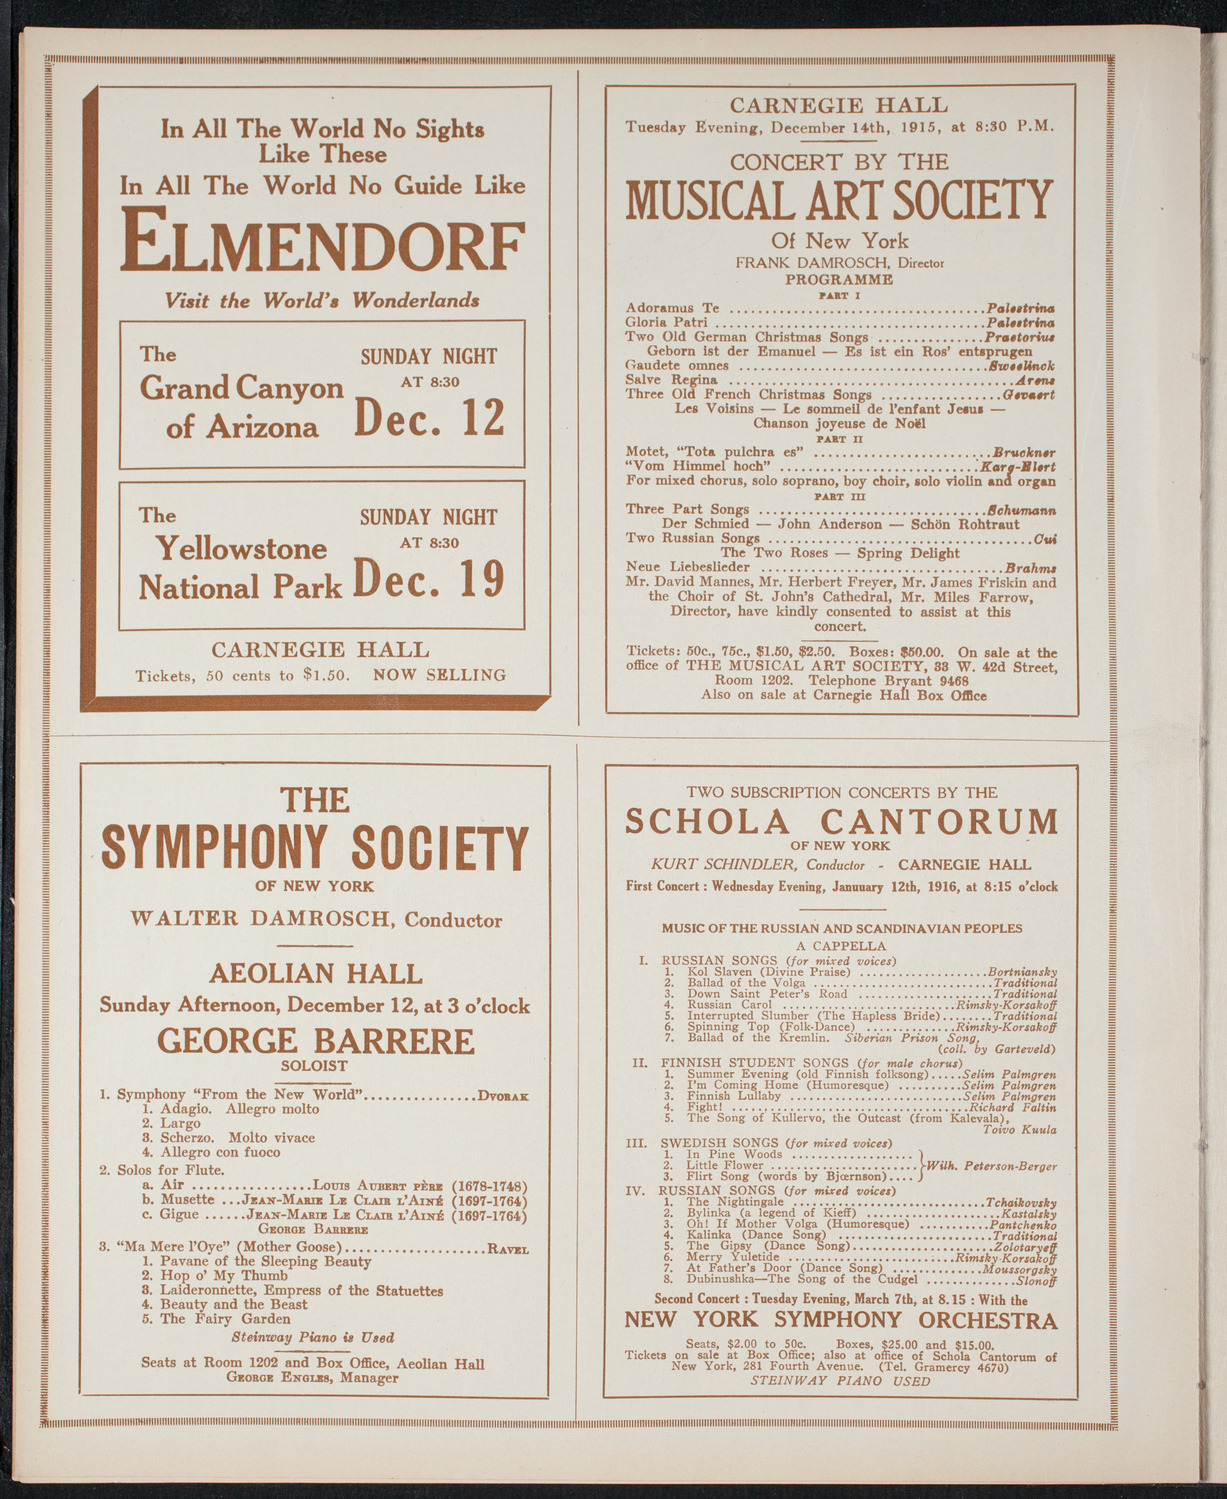 In All The World No Sights
Like These
In All The World No Guide Like
ELMENDORF
Visit the World's Wonderlands
The
Grand Canyon
of Arizona
SUNDAY NIGHT
AT 8:30
Dec. 12
The
Yellowstone
National Park
SUNDAY NIGHT
AT 8:30
Dec. 19
CARNEGIE HALL
Tickets, 50 cents to $1.50. NOW SELLING
CARNEGIE HALL
Tuesday Evening, December 14th, 1915, at 8:30 P.M.
CONCERT BY THE
MUSICAL ART SOCIETY
Of New York
FRANK DAMROSCH, Director
PROGRAMME
PART I
Adoramus Te ..................................Palestrina
Gloria Patri ....................................Palestrina
Two Old German Christmas Songs ...............Praetorius
Geborn ist der Emanuel — Es ist ein Ros' entsprugen
Gaudete omnes ..................................Sweelinck
Salve Regina .......................................Arens
Three Old French Christmas Songs .................Gevaert
Les Voisins — Le sommeil de l'enfant Jesus —
Chanson joyeuse de Noël
PART II
Motet, "Tota pulchra es" ........................Bruckner
"Vom Himmel hoch" ...........................Karg-Elert
For mixed chorus, solo soprano, boy choir, solo violin and organ
PART III
Three Part Songs ...............................Schumann
Der Schmied — John Anderson — Schön Rohtraut
Two Russian Songs ....................................Cui
The Two Roses — Spring Delight
Neue Liebeslieder .................................Brahms
Mr. David Mannes, Mr. Herbert Freyer, Mr. James Friskin and
the Choir of St. John's Cathedral, Mr. Miles Farrow,
Director, have kindly consented to assist at this
concert.
Tickets: 50c., 75c., $1.50, $2.50. Boxes: $50.00. On sale at the
office of THE MUSICAL ART SOCIETY, 33 W. 42d Street,
Room 1202. Telephone Bryant 9468
Also on sale at Carnegie Hall Box Office
THE
SYMPHONY SOCIETY
OF NEW YORK
WALTER DAMROSCH, Conductor
AEOLIAN HALL
Sunday Afternoon, December 12, at 3 o'clock
GEORGE BARRERE
SOLOIST
1. Symphony "From the New World"................DVORAK
1. Adagio. Allegro molto
2. Largo
3. Scherzo. Molto vivace
4. Allegro con fuoco
2. Solos for Flute.
a. Air .................LOUIS AUBERT PÈRE (1678-1748)
b. Musette ...JEAN-MARIE LE CLAIR L'AINÉ (1697-1764)
c. Gigue ......JEAN-MARIE LE CLAIR L'AINÉ (1697-1764)
GEORGE BARRERE
3. "Ma Mere l'Oye" (Mother Goose)....................RAVEL
1. Pavane of the Sleeping Beauty
2. Hop o' My Thumb
3. Laideronnette, Empress of the Statuettes
4. Beauty and the Beast
5. The Fairy Garden
Steinway Piano is Used
Seats at Room 1202 and Box Office, Aeolian Hall
GEORGE ENGLES, Manager
TWO SUBSCRIPTION CONCERTS BY THE
SCHOLA CANTORUM
OF NEW YORK
KURT SCHINDLER, Conductor - CARNEGIE HALL
First Concert : Wednesday Evening, Januuary 12th, 1916, at 8:15 o'clock
MUSIC OF THE RUSSIAN AND SCANDINAVIAN PEOPLES
A CAPPELLA
I. RUSSIAN SONGS (for mixed voices)
1. Kol Slaven (Divine Praise) ...................Bortniansky
2. Ballad of the Volga ..........................Traditional
3. Down Saint Peter's Road ....................Traditional
4. Russian Carol ..........................Rimsky-Korsakoff
5. Interrupted Slumber (The Hapless Bride)........Traditional
6. Spinning Top (Folk-Dance) .............Rimsky-Korsakoff
7. Ballad of the Kremlin. Siberian Prison Song,
(coll. by Garteveld)
II. FINNISH STUDENT SONGS (for male chorus)
1. Summer Evening (old Finnish folksong).....Selim Palmgren
2. I'm Coming Home (Humoresque) ..........Selim Palmgren
3. Finnish Lullaby ..........................Selim Palmgren
4. Fight! ...................................Richard Faltin
5. The Song of Kullervo, the Outcast (from Kalevala),
Toivo Kuula
III. SWEDISH SONGS (for mixed voices)
1. In Pine Woods ..................
2. Little Flower ......................}Wilh. Peterson-Berger
3. Flirt Song (words by Bjœrnson)....
IV. RUSSIAN SONGS (for mixed voices)
1. The Nightingale ...........................Tchaikovsky
2. Bylinka (a legend of Kieff) ....................Kastalsky
3. Oh! If Mother Volga (Humoresque) ...........Pantchenko
4. Kalinka (Dance Song) ......................Traditional
5. The Gipsy (Dance Song).....................Zolotaryeff
6. Merry Yuletide ........................Rimsky-Korsakoff
7. At Father's Door (Dance Song) .............Moussorgsky
8. Dubinushka—The Song of the Cudgel .............Slonoff
Second Concert : Tuesday Evening, March 7th, at 8.15 : With the
NEW YORK SYMPHONY ORCHESTRA
Seats, $2.00 to 50c. Boxes, $25.00 and $15.00.
Tickets on sale at Box Office; also at office of Schola Cantorum of
New York, 281 Fourth Avenue. (Tel. Gramercy 4670)
STEINWAY PIANO USED